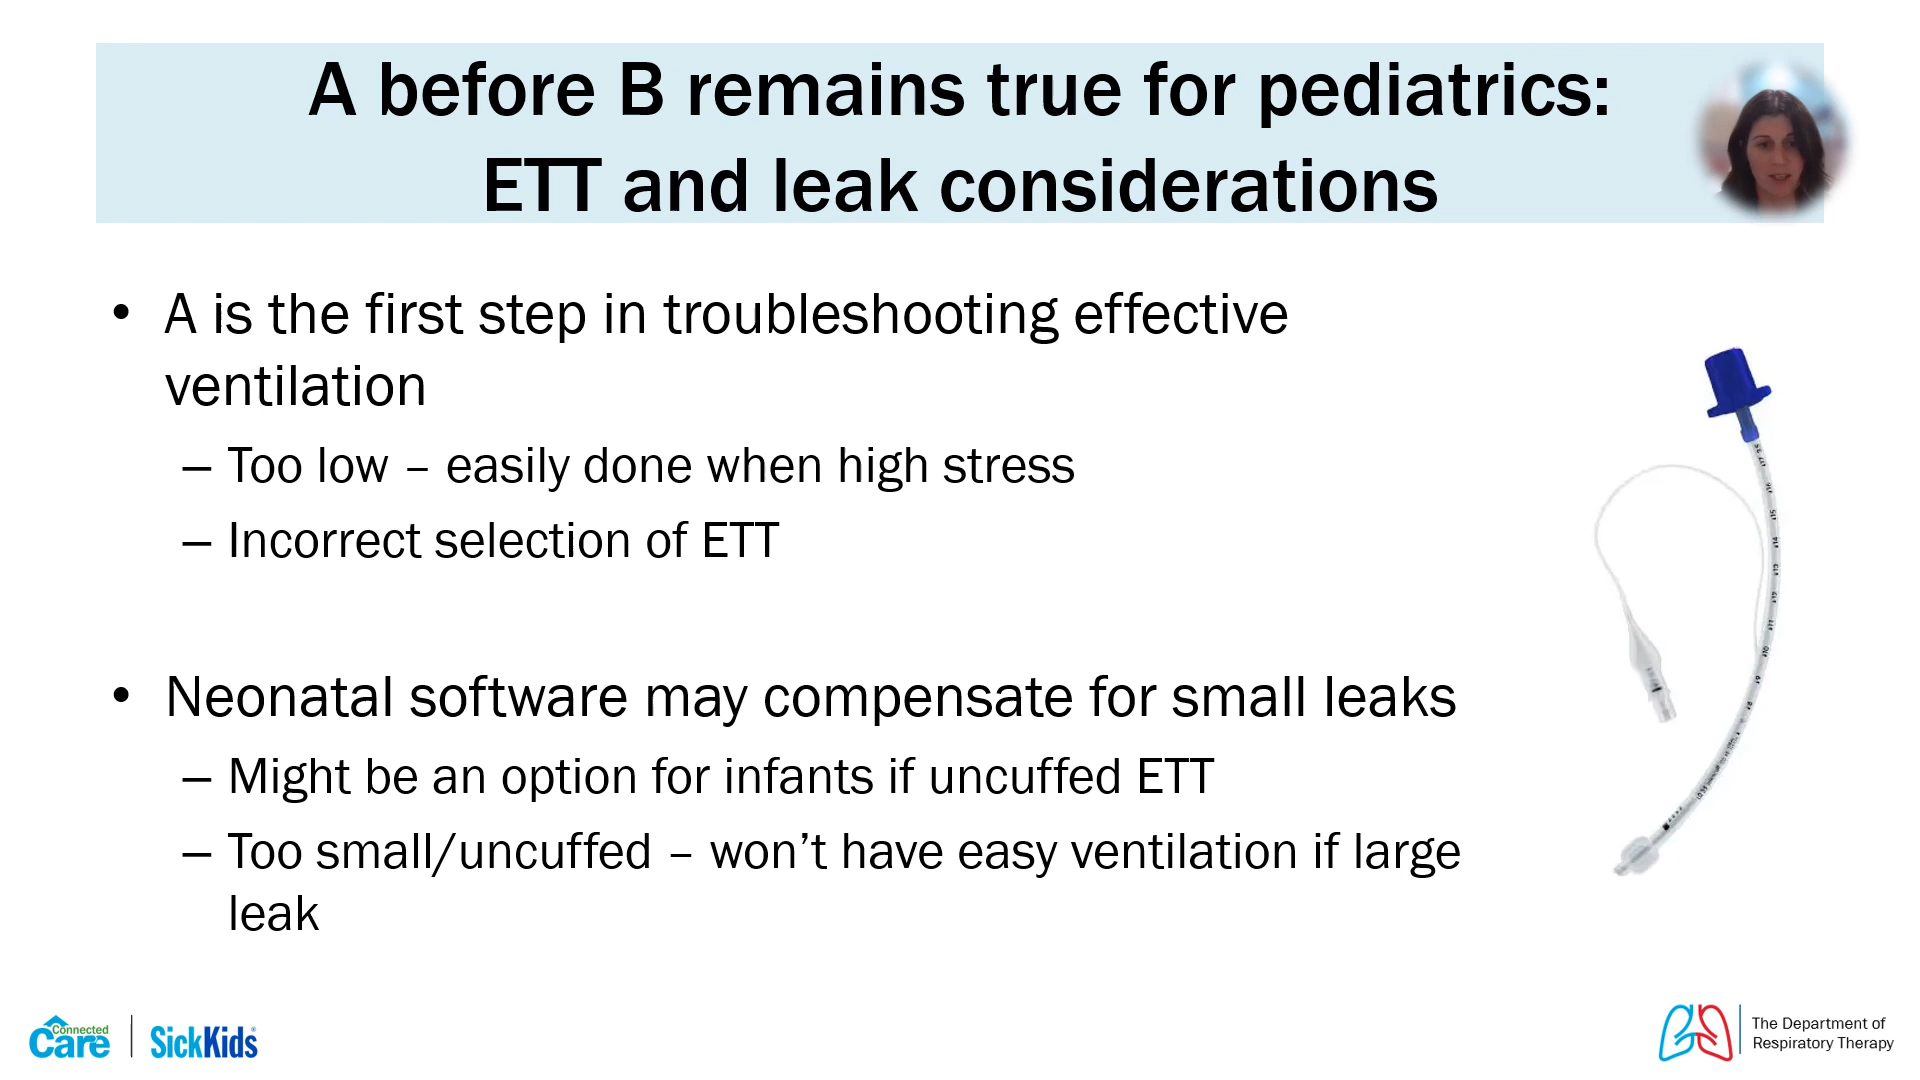 A before B remains true for pediatrics:
ETT and leak considerations
• A is the first step in troubleshooting effective
ventilation
– Too low – easily done when high stress
– Incorrect selection of ETT
• Neonatal software may compensate for small leaks
– Might be an option for infants if uncuffed ETT
– Too small/uncuffed – won't have easy ventilation if large
leak
Connected
Care
SickKids
The Department of
Respiratory Therapy